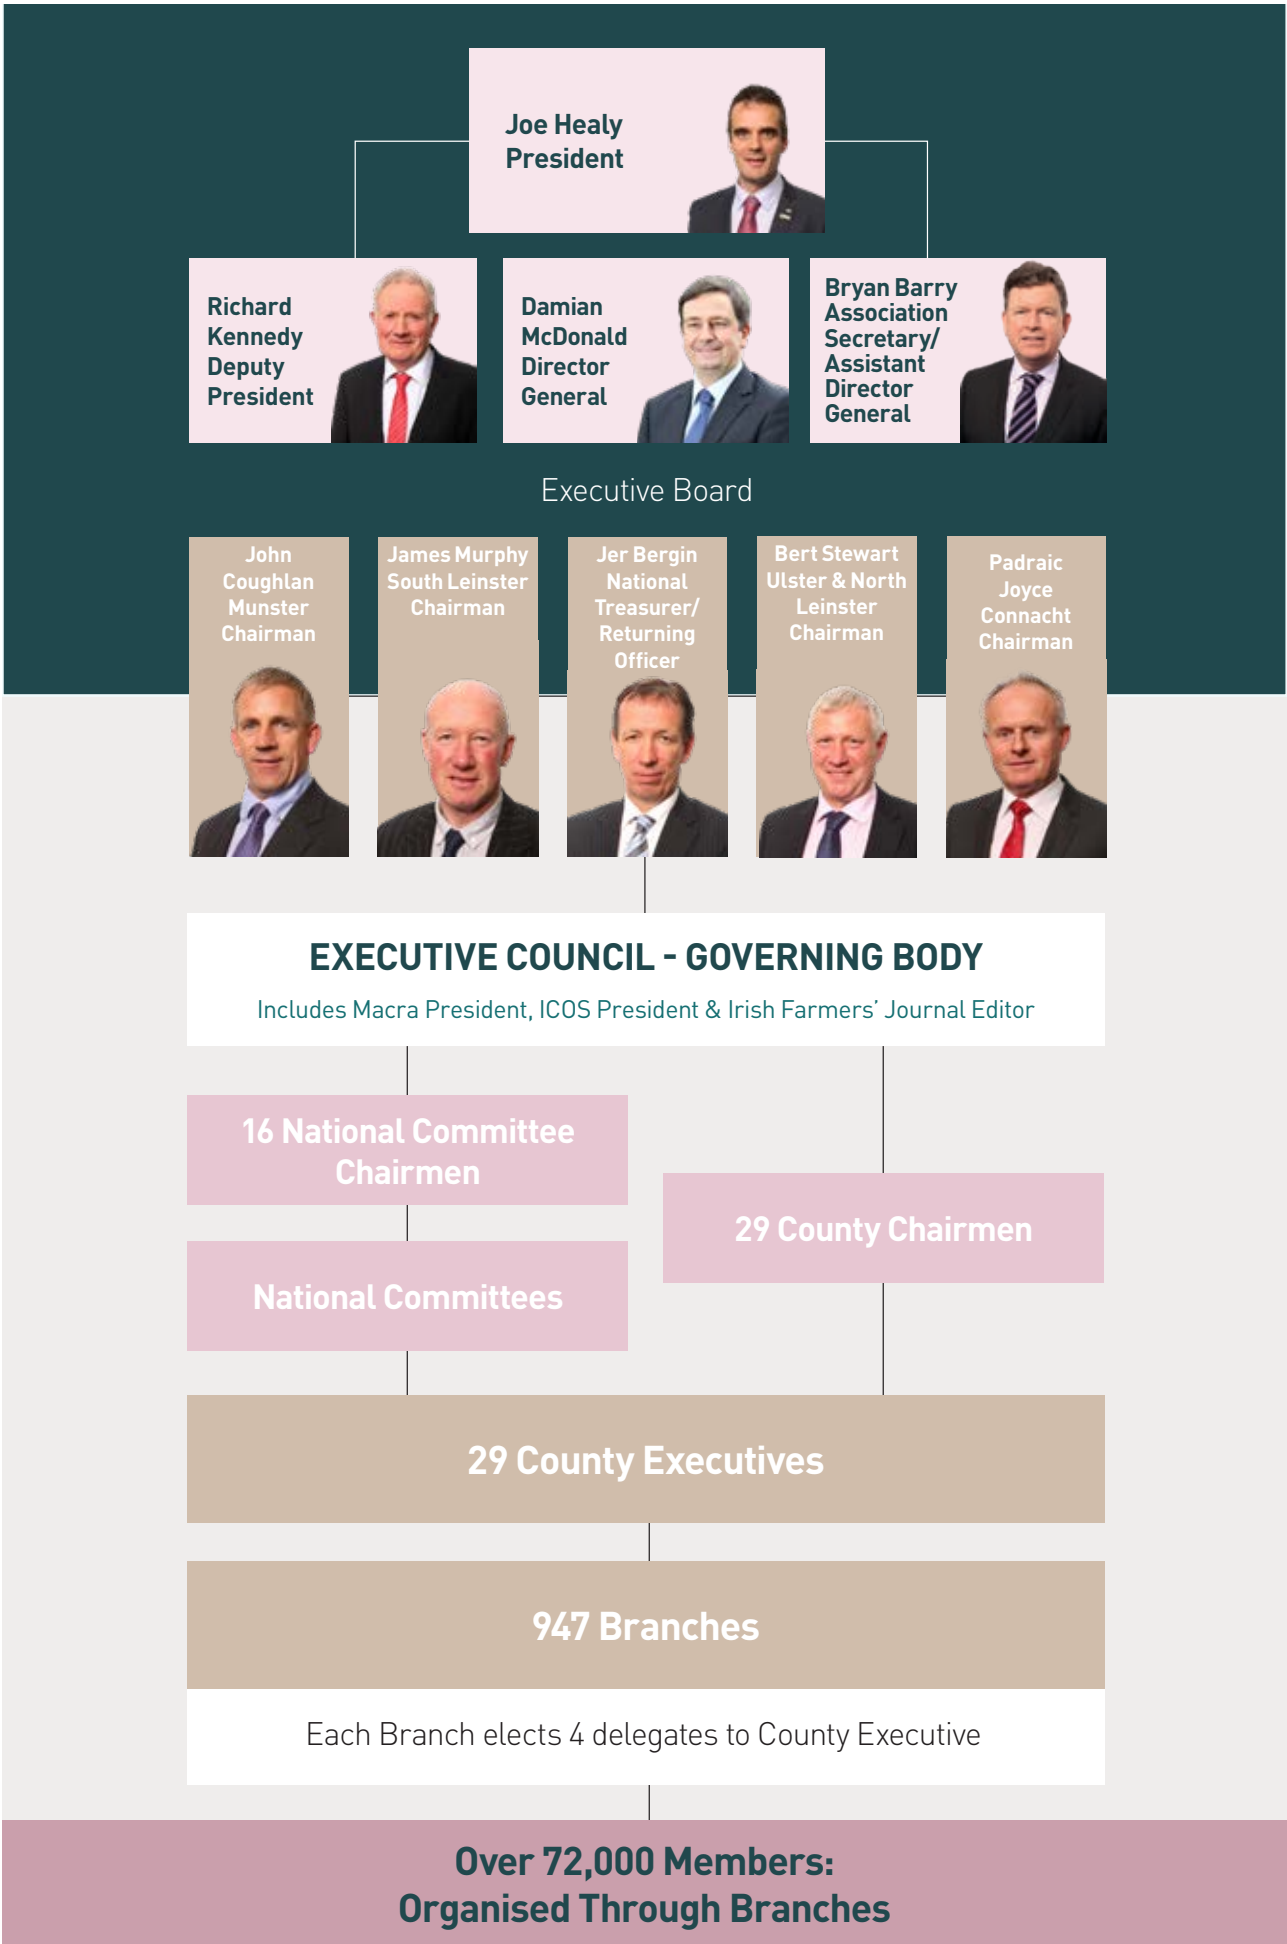 Joe Healy
President
Richard
Kennedy
Deputy
President
Damian
McDonald
Director
General
Bryan Barry
Association
Secretary/
Assistant
Director
General
Executive Board
John
Coughlan
Munster
Chairman
James Murphy
South Leinster
Chairman
Jer Bergin
National
Treasurer/
Returning
Officer
Bert Stewart
Ulster & North
Leinster
Chairman
Padraic
Joyce
Connacht
Chairman
EXECUTIVE COUNCIL - GOVERNING BODY
Includes Macra President, ICOS President & Irish Farmers’ Journal Editor
16 National Committee
Chairmen
29 County Chairmen
National Committees
29 County Executives
947 Branches
Each Branch elects 4 delegates to County Executive
Over 72,000 Members:
Organised Through Branches